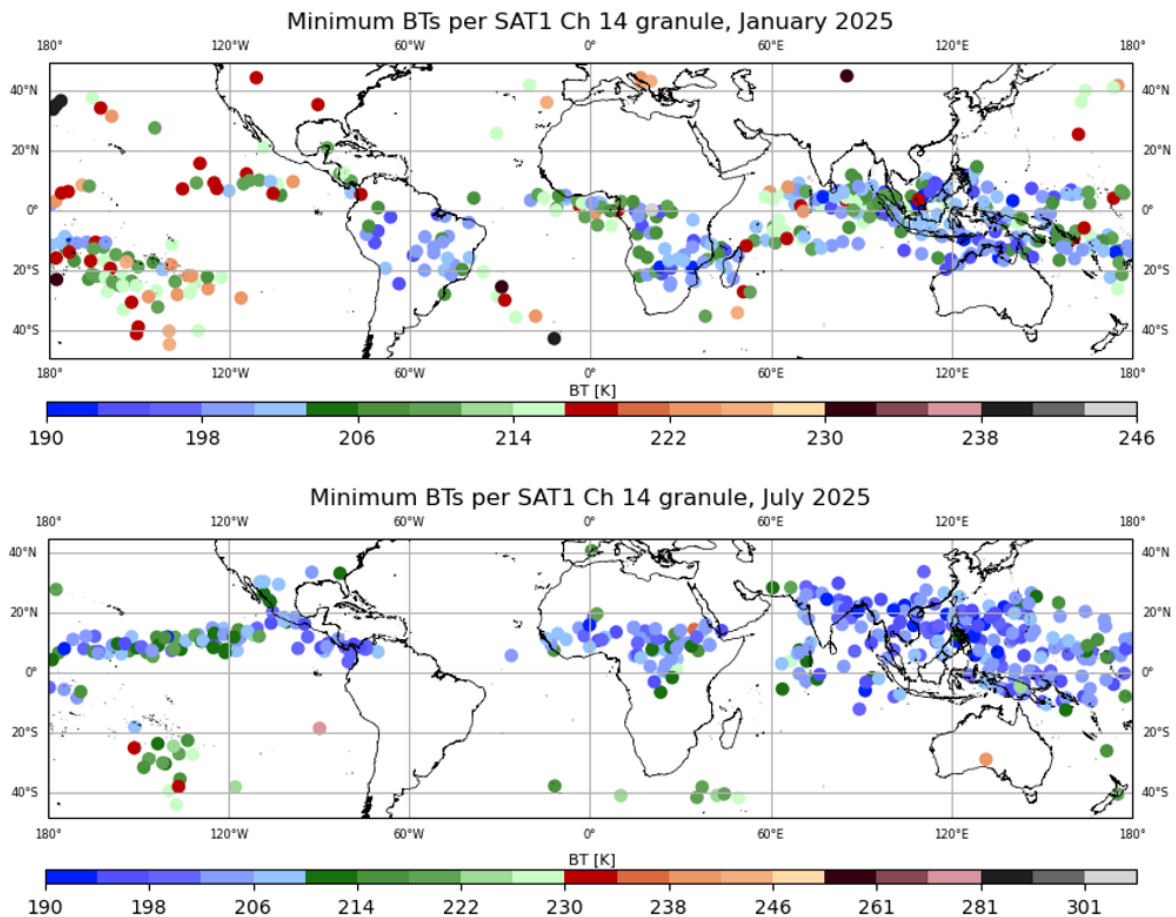 Minimum BTs per SAT1 Ch 14 granule, January 2025
180° 120°W 60°W 0° 60°E 120°E 180°
40°N 40°N
20°N 20°N
0° 0°
20°S 20°S
40°S 40°S
180° 120°W 60°W 0° 60°E 120°E 180°
BT [K]
190 198 206 214 222 230 238 246
Minimum BTs per SAT1 Ch 14 granule, July 2025
180° 120°W 60°W 0° 60°E 120°E 180°
40°N 40°N
20°N 20°N
0° 0°
20°S 20°S
40°S 40°S
180° 120°W 60°W 0° 60°E 120°E 180°
BT [K]
190 198 206 214 222 230 238 246 261 281 301